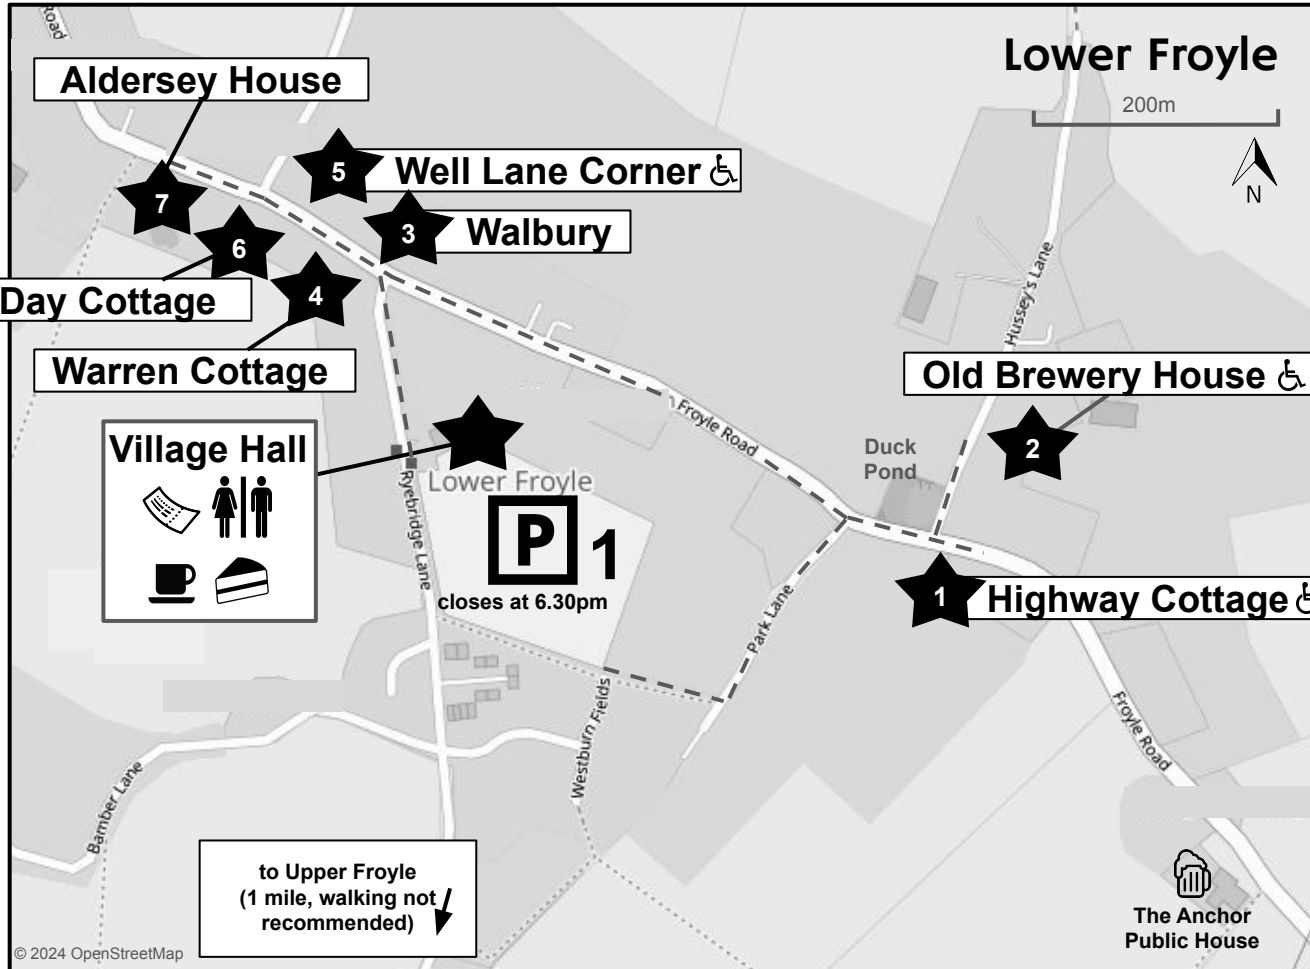 Road
Lower Froyle
200m
N
Aldersey House
5
Well Lane Corner
7
3
Walbury
6
Day Cottage
4
Warren Cottage
Hussey's Lane
Old Brewery House
2
Froyle Road
Duck
Pond
Village Hall
Lower Froyle
Ryebridge Lane
P 1
closes at 6.30pm
1
Highway Cottage
Park Lane
Westburn Fields
Froyle Road
Bamber Lane
to Upper Froyle
(1 mile, walking not
recommended)
The Anchor
Public House
© 2024 OpenStreetMap